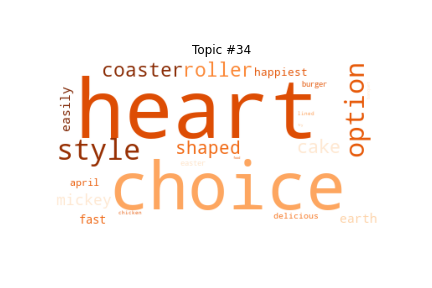 Topic #34
coaster roller happiest
burger
heart
easily
option
cloud
style shaped cake
choice
april
mickey
fast
chicken
delicious
earth